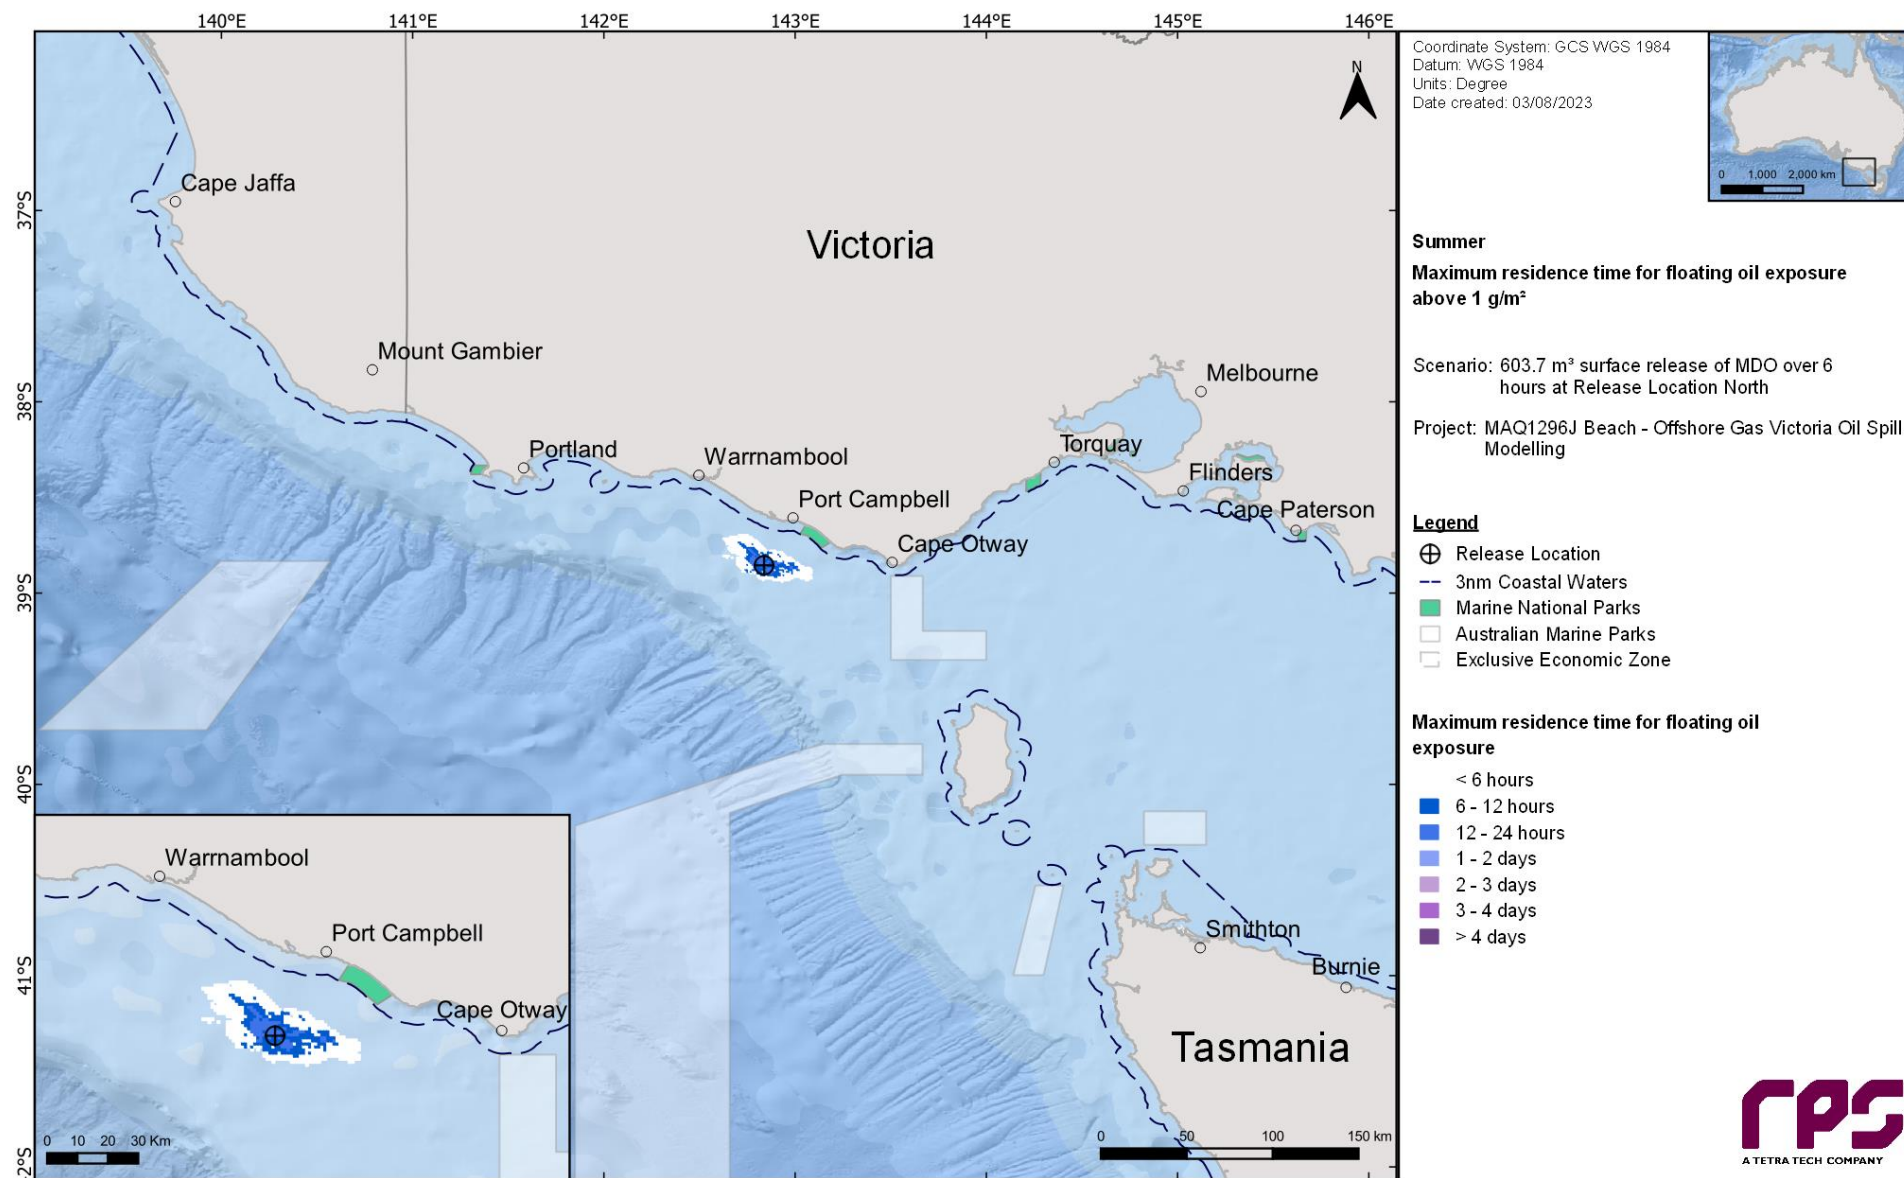 140°E 141°E 142°E 143°E 144°E 145°E 146°E
37°S
38°S
39°S
40°S
41°S
2°S
N
Cape Jaffa
Victoria
Mount Gambier
Melbourne
Portland
Torquay
Warrnambool
Flinders
Port Campbell
Cape Paterson
Cape Otway
Smithton
Burnie
Tasmania
0 50 100 150 km
Warrnambool
Port Campbell
Cape Otway
0 10 20 30 Km
Coordinate System: GCS WGS 1984
Datum: WGS 1984
Units: Degree
Date created: 03/08/2023
0 1,000 2,000 km
Summer
Maximum residence time for floating oil exposure
above 1 g/m²
Scenario: 603.7 m³ surface release of MDO over 6
hours at Release Location North
Project: MAQ1296J Beach - Offshore Gas Victoria Oil Spill
Modelling
Legend
Release Location
3nm Coastal Waters
Marine National Parks
Australian Marine Parks
Exclusive Economic Zone
Maximum residence time for floating oil
exposure
< 6 hours
6 - 12 hours
12 - 24 hours
1 - 2 days
2 - 3 days
3 - 4 days
> 4 days
rps
A TETRA TECH COMPANY